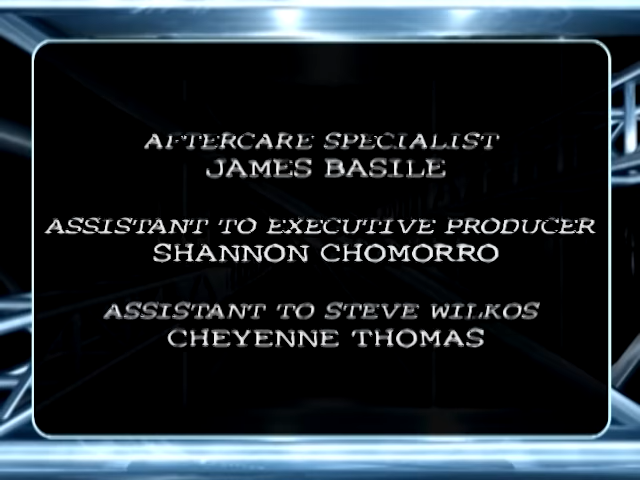 AFTERCARE SPECIALIST
JAMES BASILE
ASSISTANT TO EXECUTIVE PRODUCER
SHANNON CHOMORRO
ASSISTANT TO STEVE WILKOS
CHEYENNE THOMAS